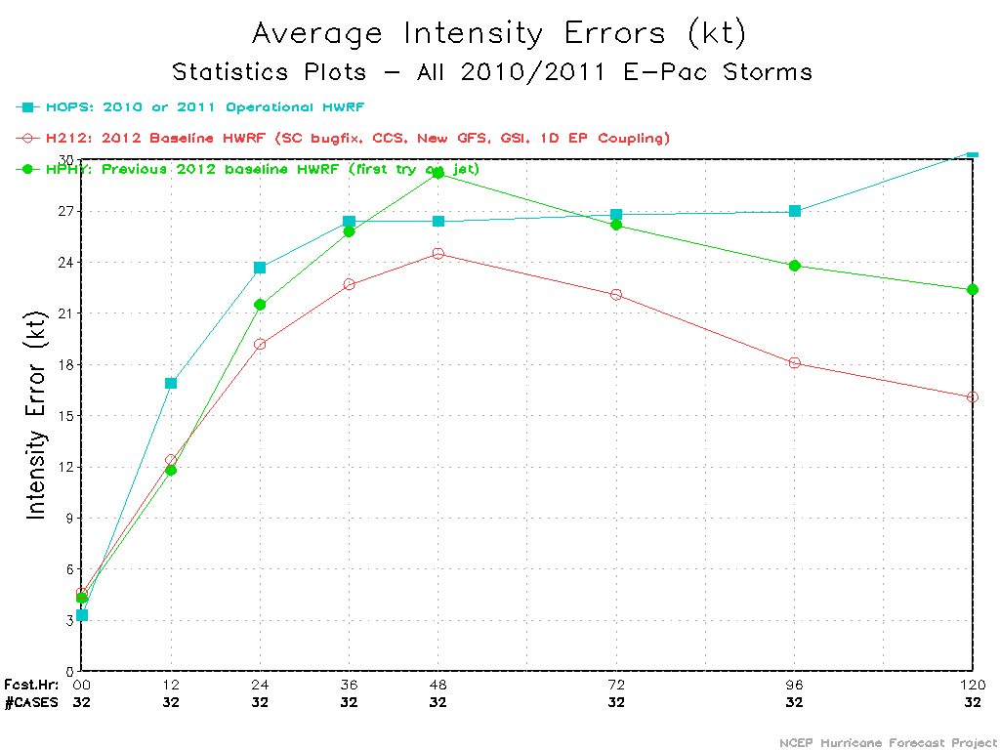 Average Intensity Errors (kt)
Statistics Plots - All 2010/2011 E-Pac Storms
HOPS: 2010 or 2011 Operational HWRF
H212: 2012 Baseline HWRF (SC bugfix, CCS, New GFS, GSI, 1D EP Coupling)
HPHY: Previous 2012 baseline HWRF (first try on jet)
Intensity Error (kt)
30
27
24
21
18
15
12
9
6
3
0
Fcst.Hr: 00 12 24 36 48 72 96 120
#CASES 32 32 32 32 32 32 32 32
NCEP Hurricane Forecast Project